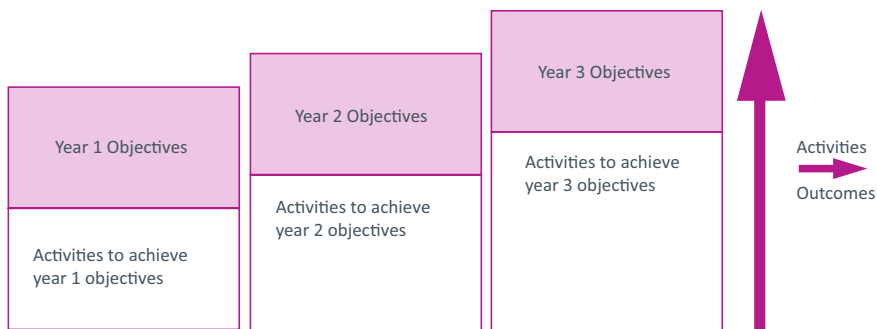 Year 1 Objectives
Activities to achieve
year 1 objectives
Year 2 Objectives
Activities to achieve
year 2 objectives
Year 3 Objectives
Activities to achieve
year 3 objectives
Activities
Outcomes